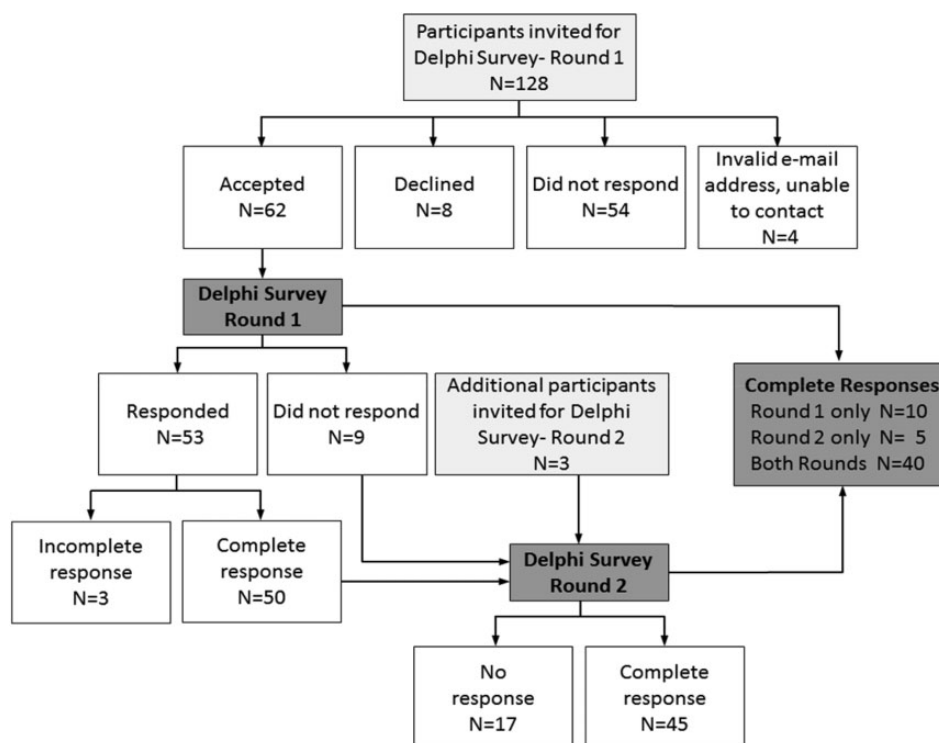 Participants invited for
Delphi Survey- Round 1
N=128
Accepted
N=62
Declined
N=8
Did not respond
N=54
Invalid e-mail
address, unable
to contact
N=4
Delphi Survey
Round 1
Responded
N=53
Did not respond
N=9
Additional participants
invited for Delphi
Survey- Round 2
N=3
Complete Responses
Round 1 only N=10
Round 2 only N= 5
Both Rounds N=40
Incomplete
response
N=3
Complete
response
N=50
Delphi Survey
Round 2
No
response
N=17
Complete
response
N=45